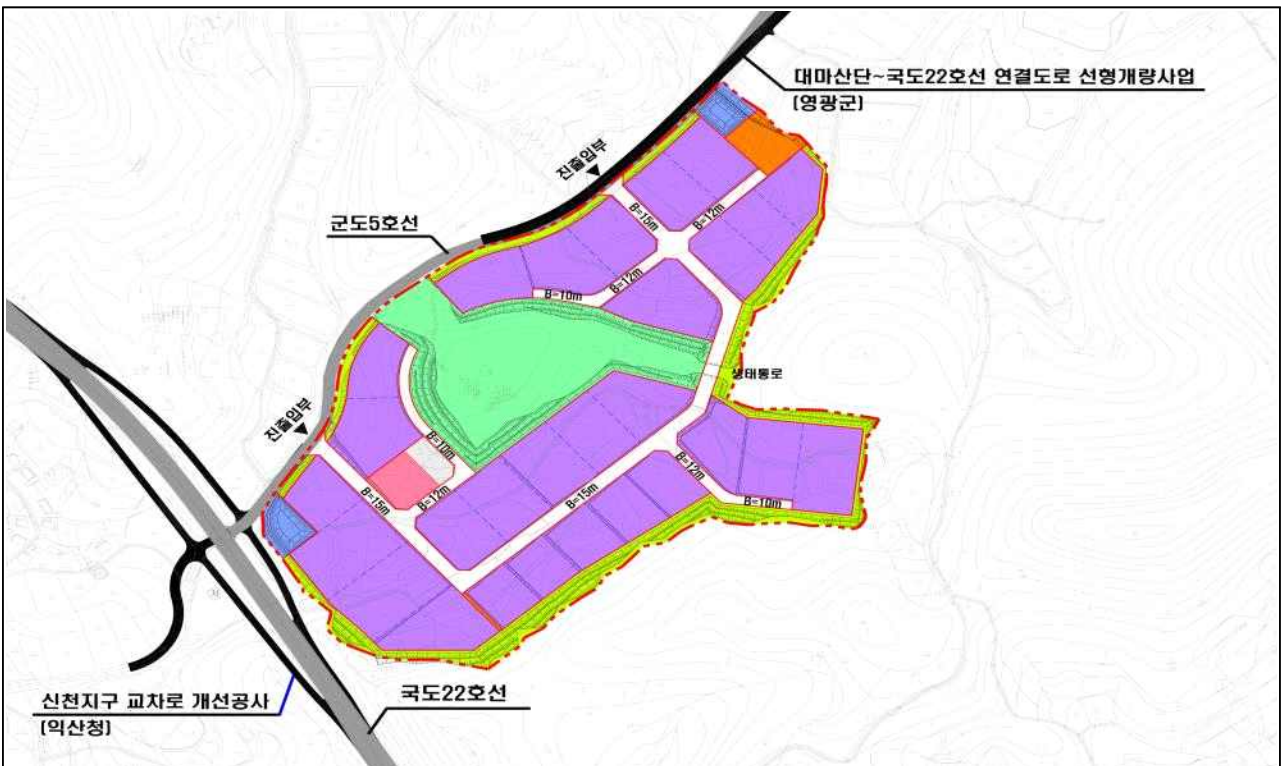 대마산단~국도22호선 연결도로 선형개량사업
(영광군)
진출입부
군도5호선
B=15m
B=12m
B=12m
B=10m
생태통로
진출입부
B=10m
B=12m
B=15m
B=15m
B=12m
B=10m
신천지구 교차로 개선공사
(익산청)
국도22호선